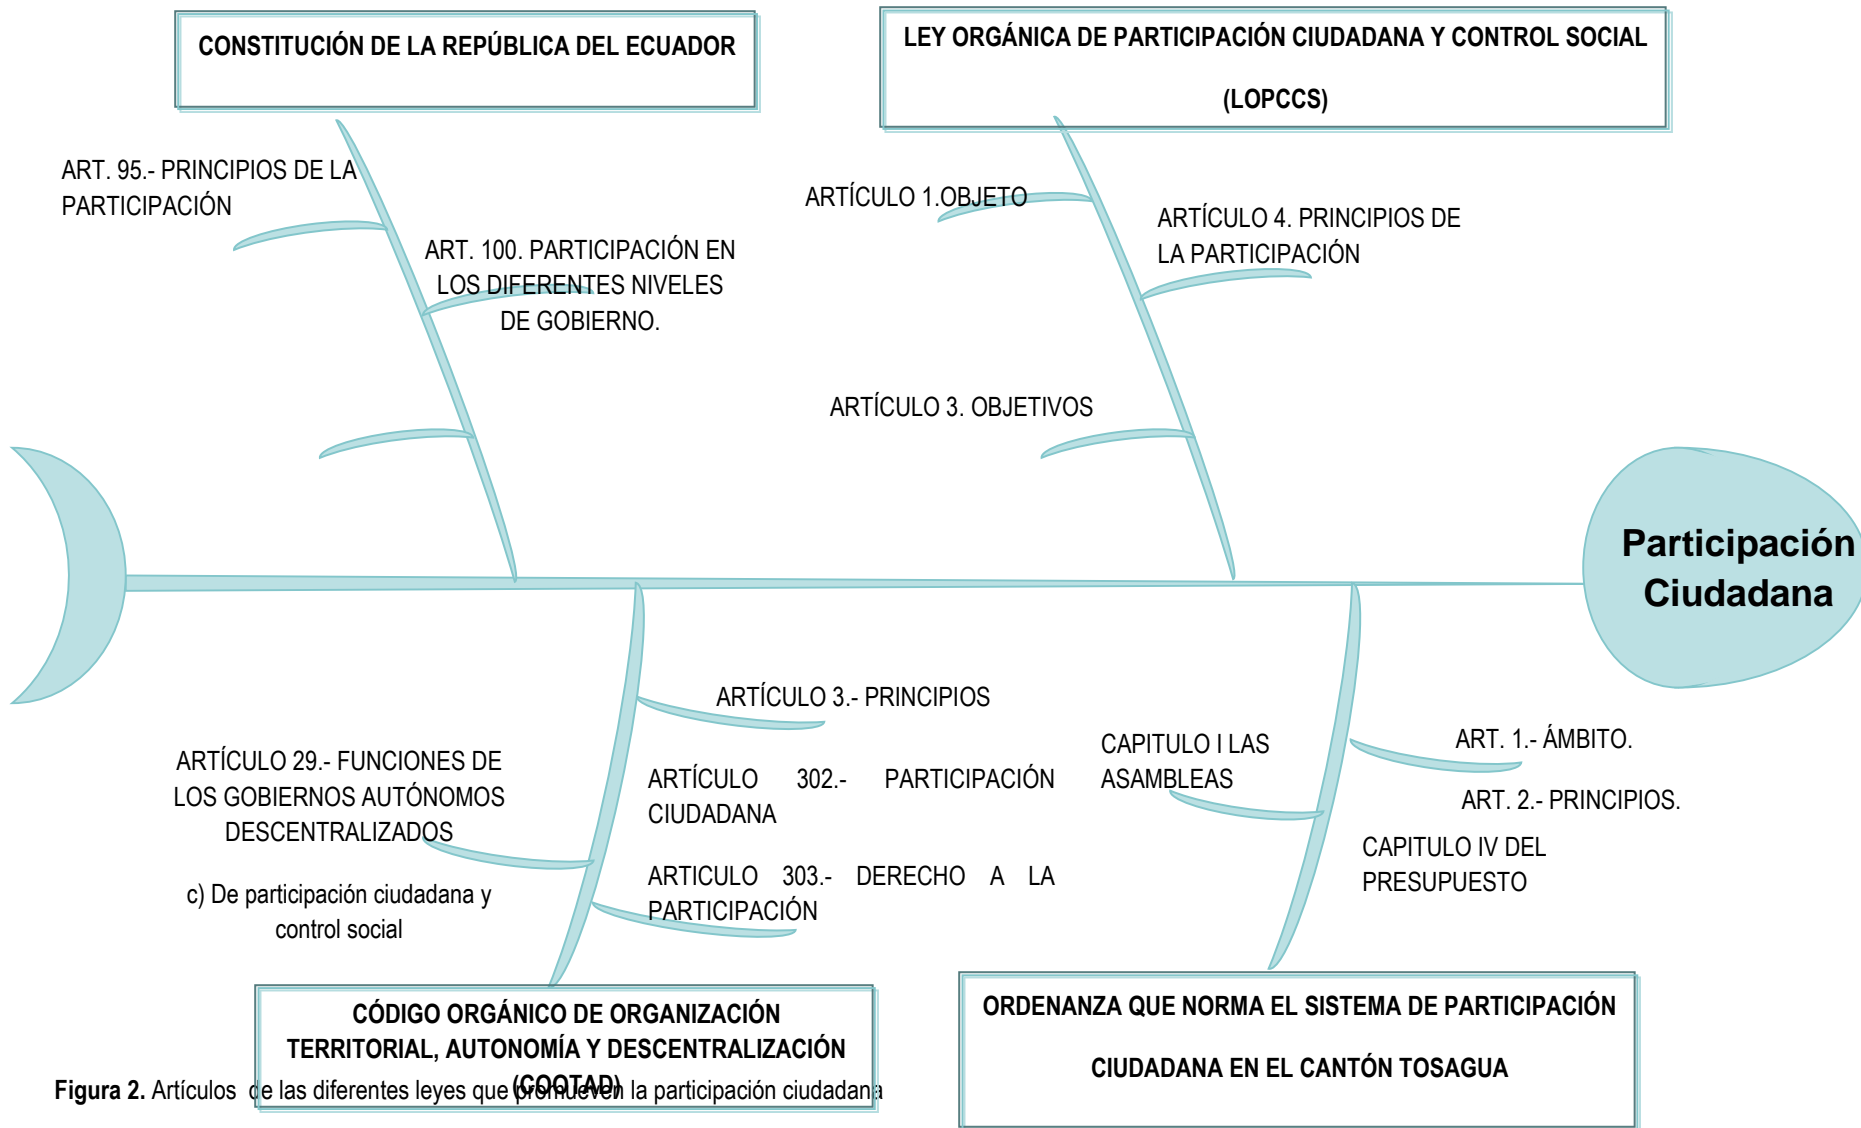 CONSTITUCIÓN DE LA REPÚBLICA DEL ECUADOR
LEY ORGÁNICA DE PARTICIPACIÓN CIUDADANA Y CONTROL SOCIAL
(LOPCCS)
ART. 95.- PRINCIPIOS DE LA
PARTICIPACIÓN
ART. 100. PARTICIPACIÓN EN
LOS DIFERENTES NIVELES
DE GOBIERNO.
ARTÍCULO 1.OBJETO
ARTÍCULO 4. PRINCIPIOS DE
LA PARTICIPACIÓN
ARTÍCULO 3. OBJETIVOS
Participación
Ciudadana
ARTÍCULO 3.- PRINCIPIOS
ARTÍCULO 29.- FUNCIONES DE
LOS GOBIERNOS AUTÓNOMOS
DESCENTRALIZADOS
c) De participación ciudadana y
control social
ARTÍCULO 302.- PARTICIPACIÓN
CIUDADANA
ARTICULO 303.- DERECHO A LA
PARTICIPACIÓN
CAPITULO I LAS
ASAMBLEAS
ART. 1.- ÁMBITO.
ART. 2.- PRINCIPIOS.
CAPITULO IV DEL
PRESUPUESTO
CÓDIGO ORGÁNICO DE ORGANIZACIÓN
TERRITORIAL, AUTONOMÍA Y DESCENTRALIZACIÓN
(COOTAD)
ORDENANZA QUE NORMA EL SISTEMA DE PARTICIPACIÓN
CIUDADANA EN EL CANTÓN TOSAGUA
Figura 2. Artículos de las diferentes leyes que promueven la participación ciudadana